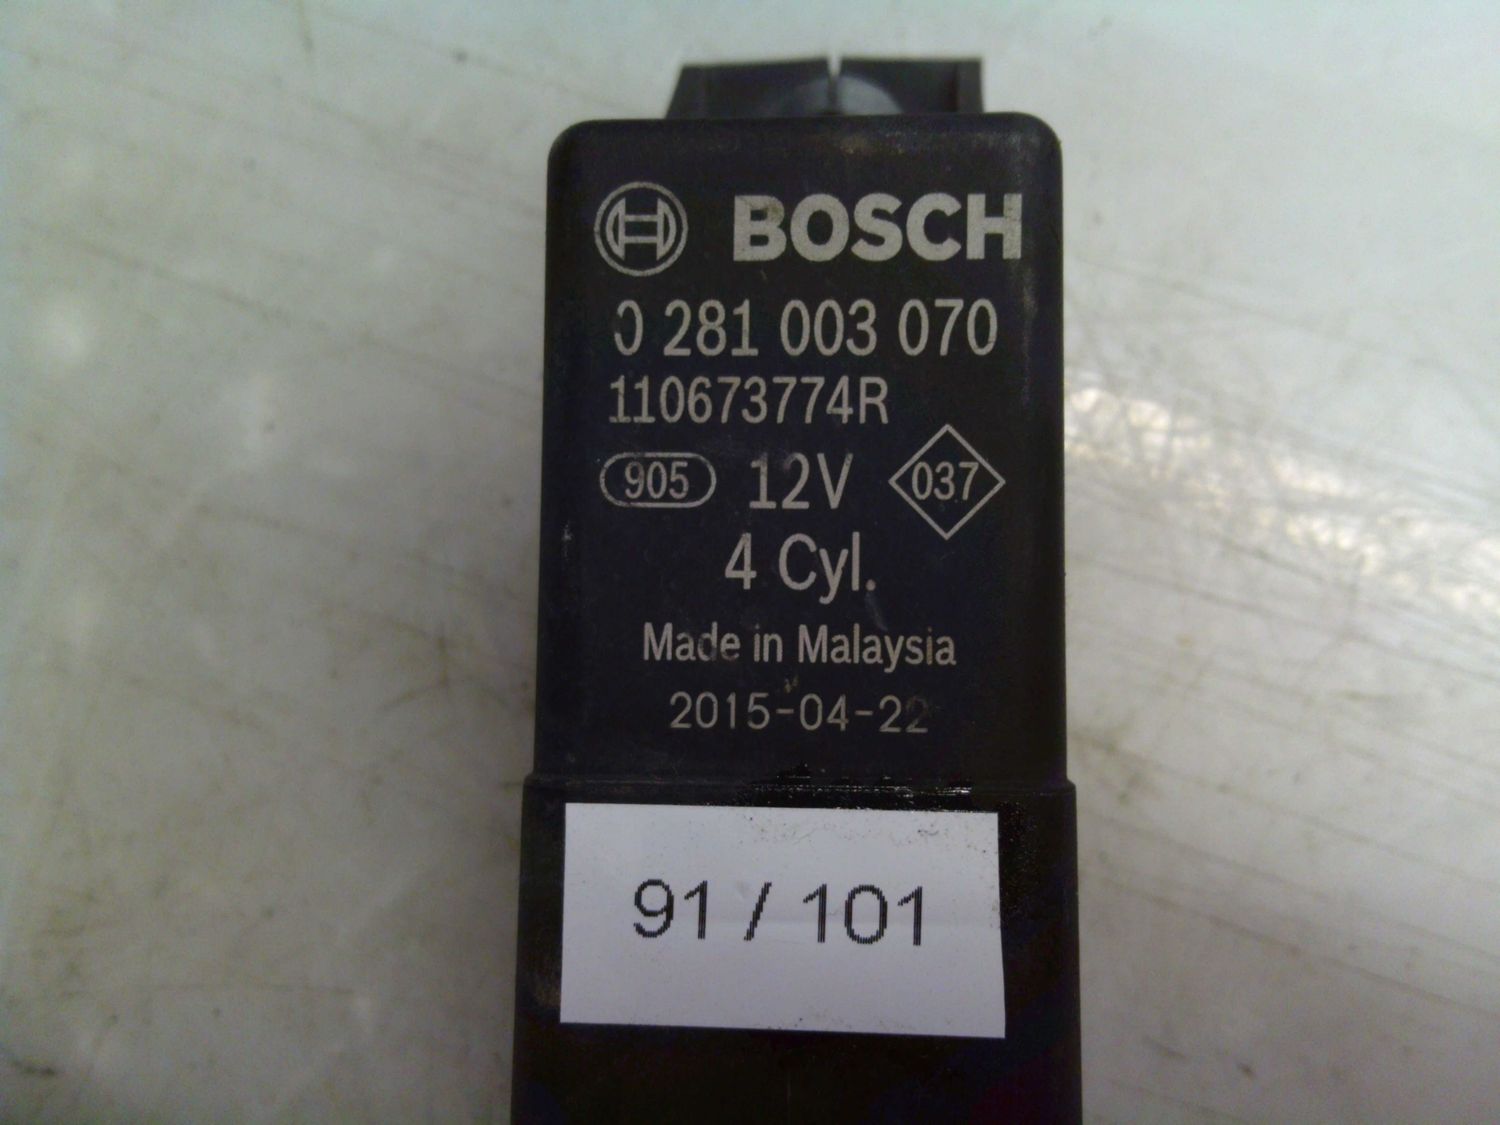 BOSCH
0 281 003 070
110673774R
905 12V 037
4 Cyl.
Made in Malaysia
2015-04-22
91 / 101